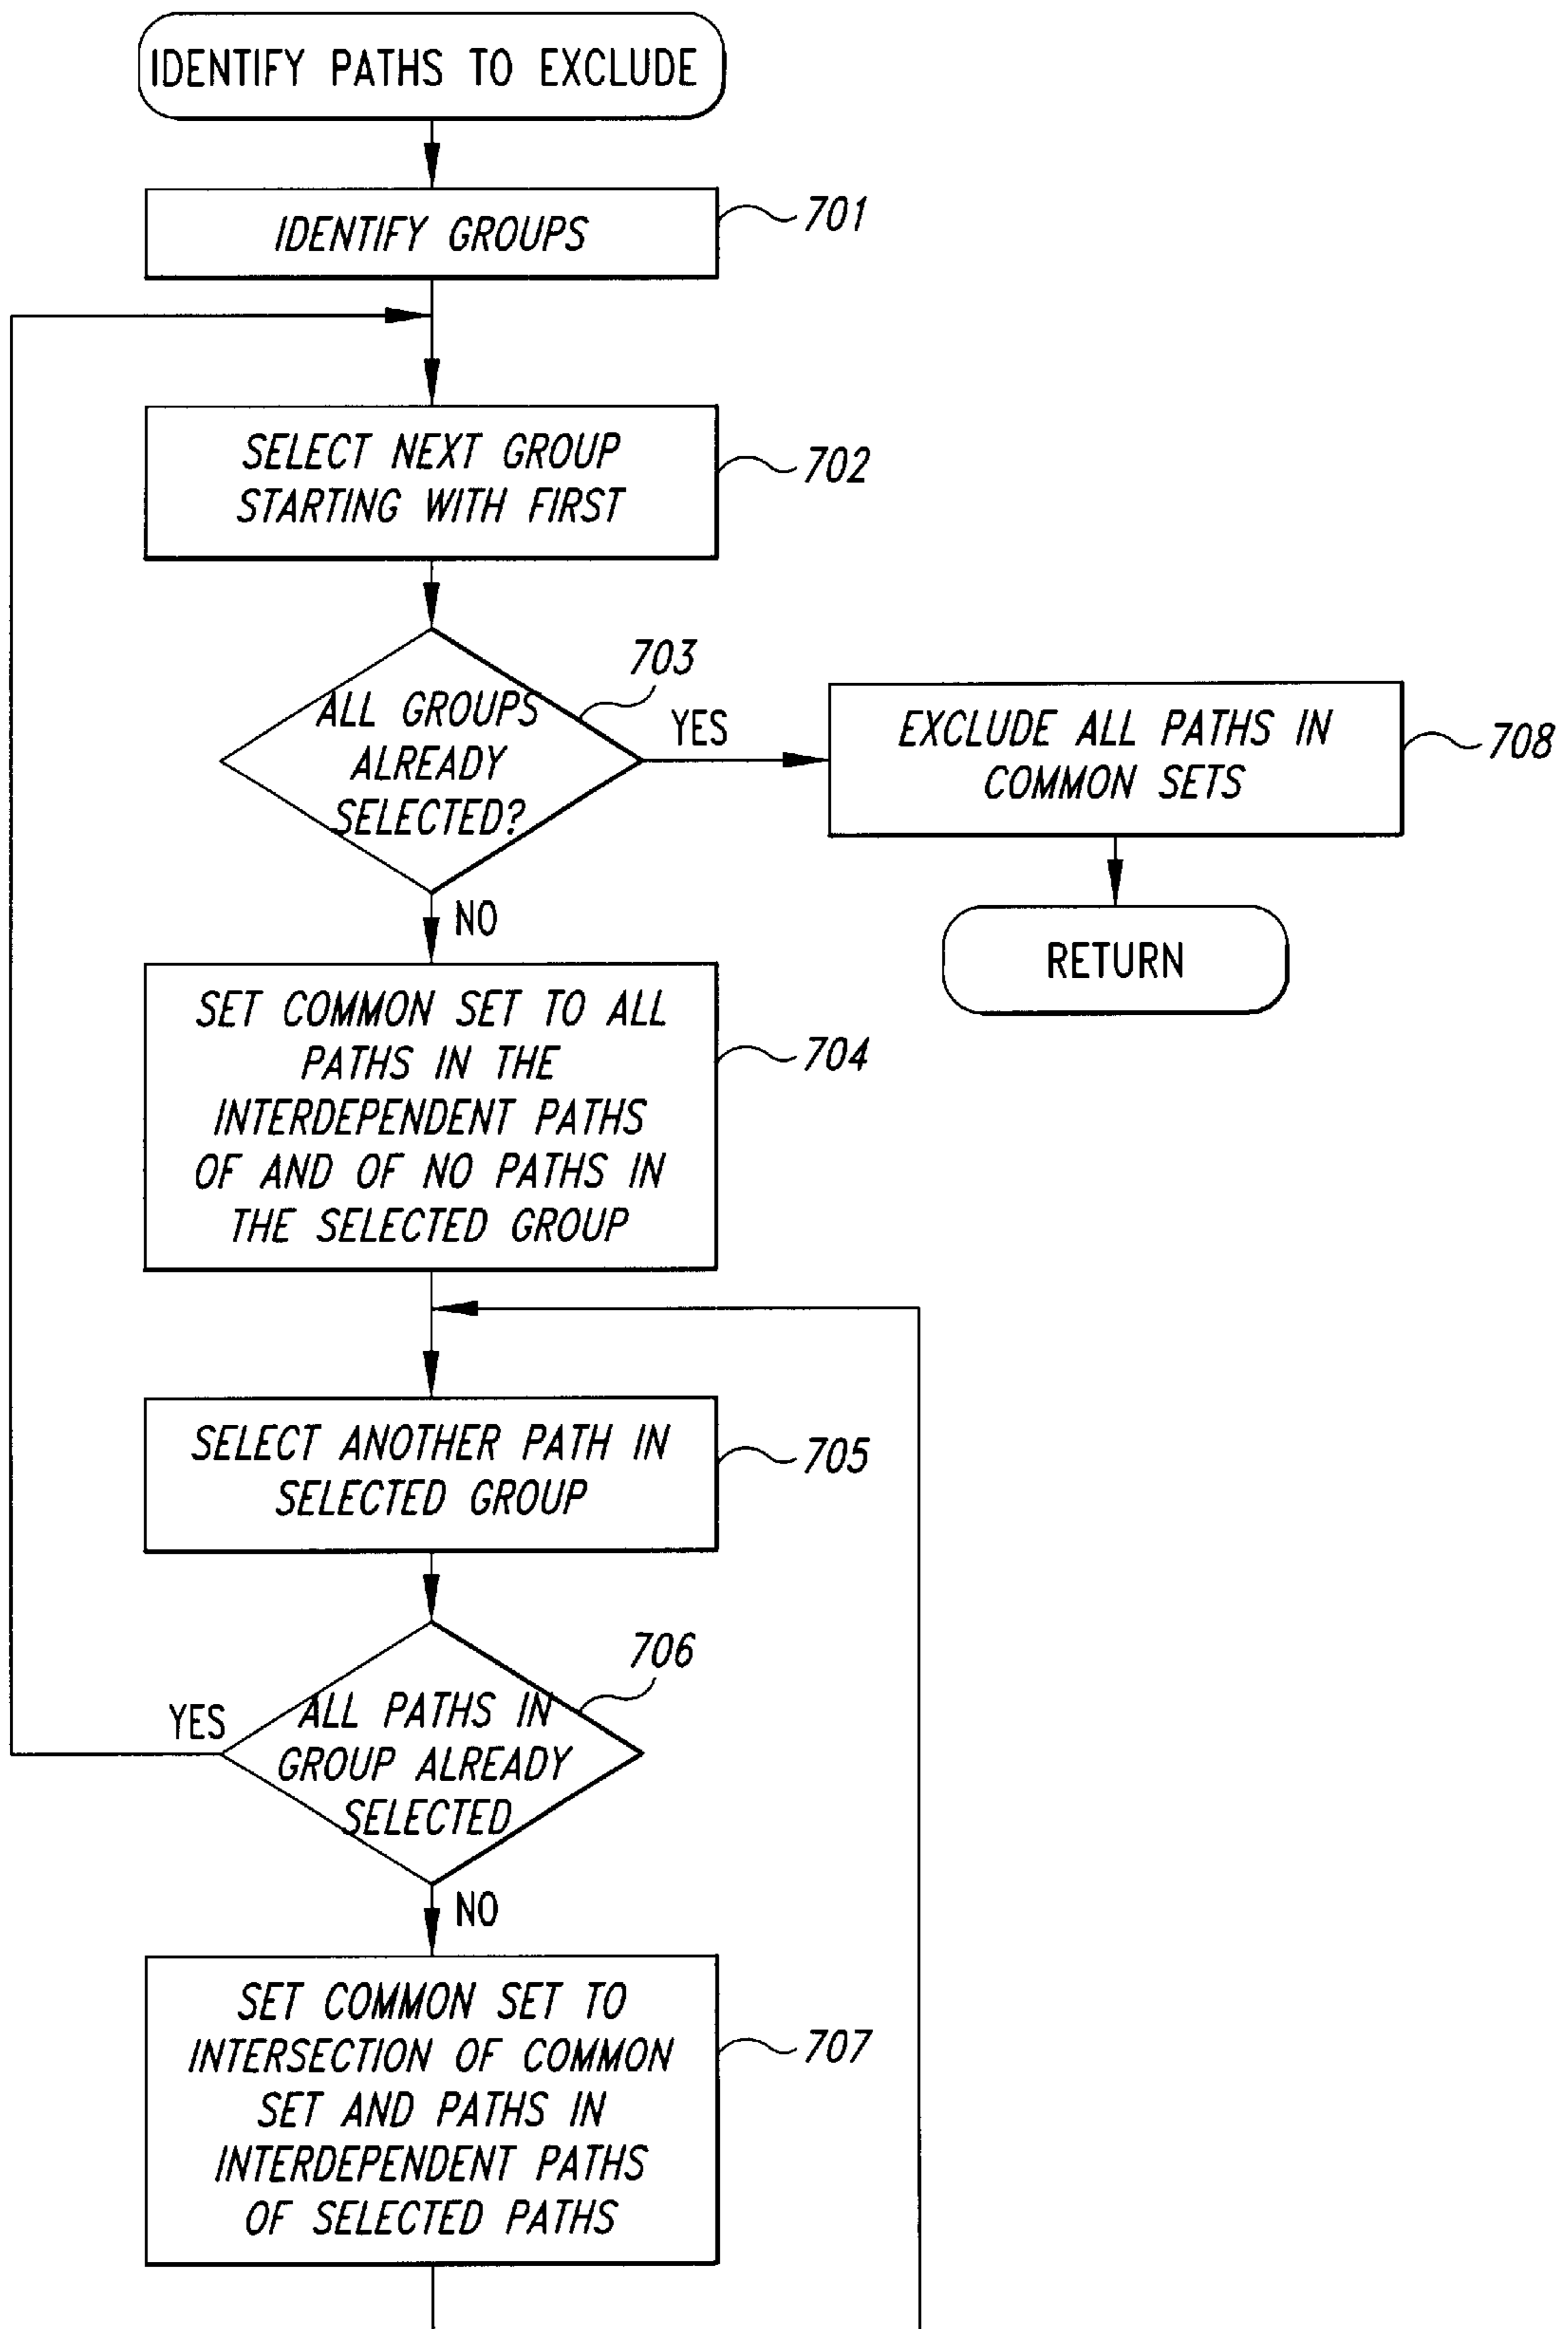 IDENTIFY PATHS TO EXCLUDE
IDENTIFY GROUPS
701
SELECT NEXT GROUP
STARTING WITH FIRST
702
703
ALL GROUPS
ALREADY
SELECTED?
YES
EXCLUDE ALL PATHS IN
COMMON SETS
708
NO
RETURN
SET COMMON SET TO ALL
PATHS IN THE
INTERDEPENDENT PATHS
OF AND OF NO PATHS IN
THE SELECTED GROUP
704
SELECT ANOTHER PATH IN
SELECTED GROUP
705
706
YES
ALL PATHS IN
GROUP ALREADY
SELECTED
NO
SET COMMON SET TO
INTERSECTION OF COMMON
SET AND PATHS IN
INTERDEPENDENT PATHS
OF SELECTED PATHS
707